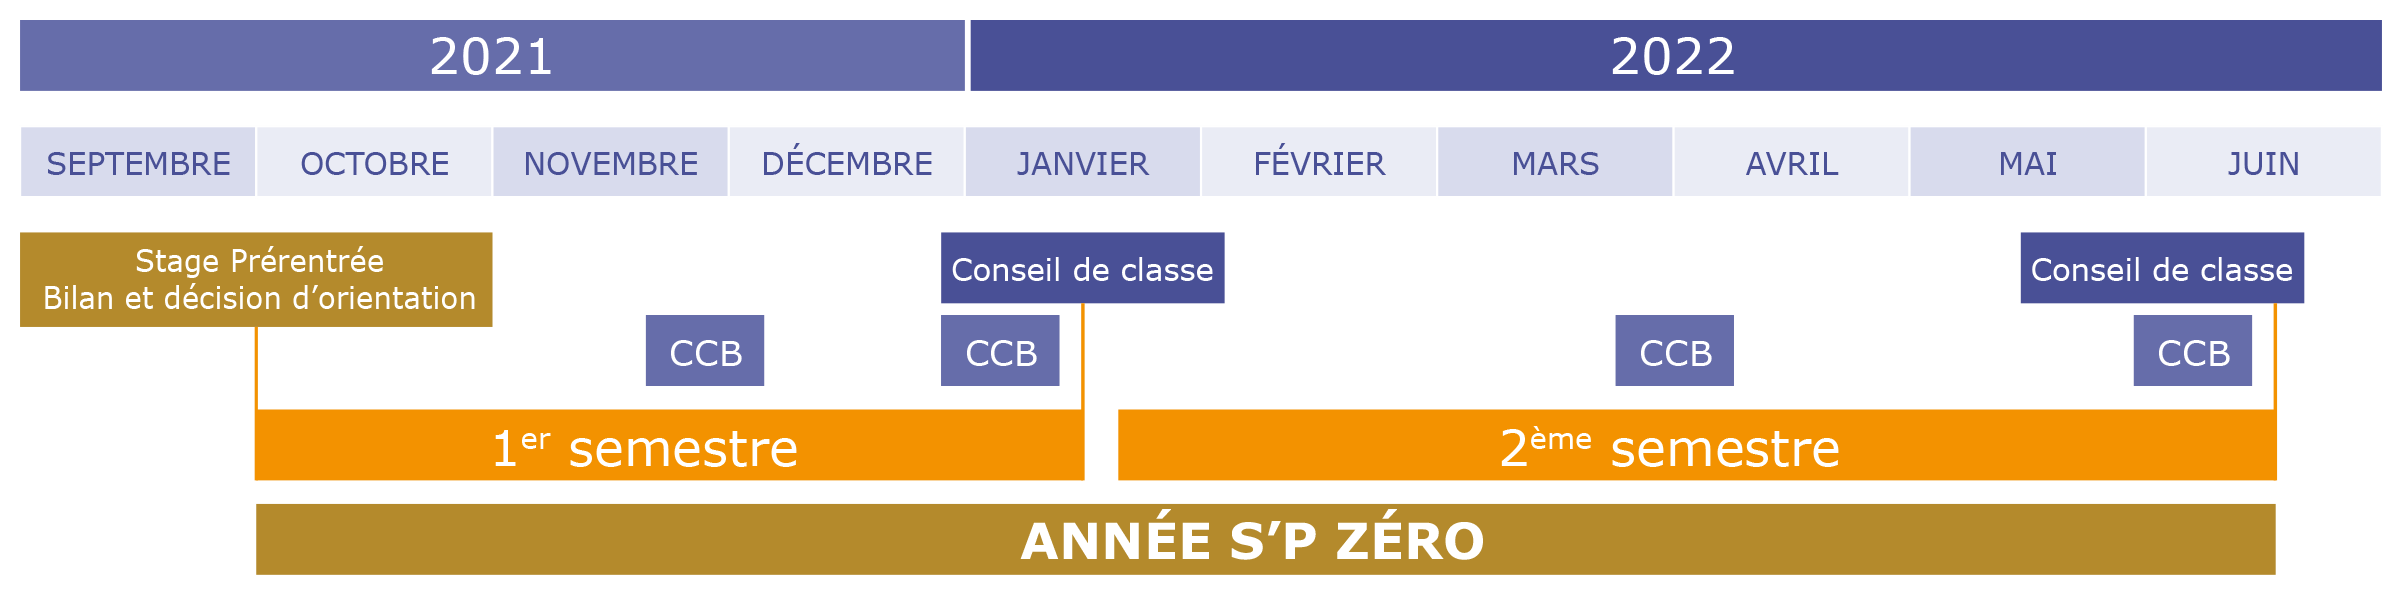 2021
2022
SEPTEMBRE
OCTOBRE
NOVEMBRE
DÉCEMBRE
JANVIER
FÉVRIER
MARS
AVRIL
MAI
JUIN
Stage Prérentrée
Bilan et décision d’orientation
Conseil de classe
Conseil de classe
CCB
CCB
CCB
CCB
1er semestre
2ème semestre
ANNÉE S’P ZÉRO